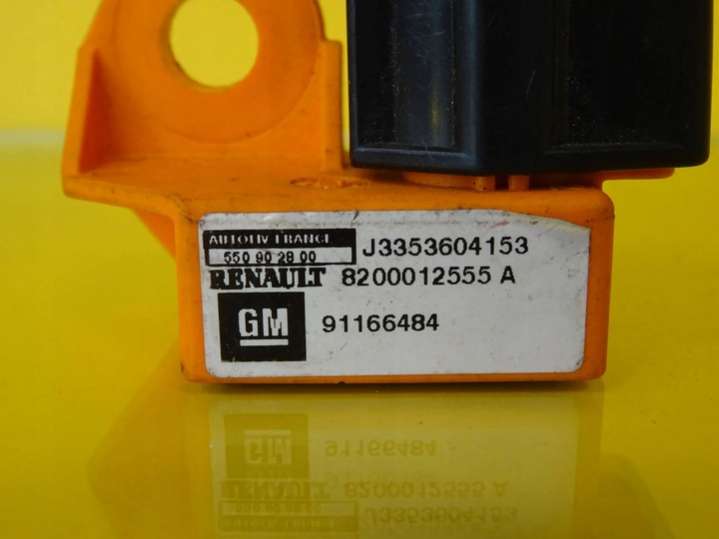 AUTOLIV FRANCE
550 90 28 00 J3353604153
RENAULT 8200012555 A
GM 91166484